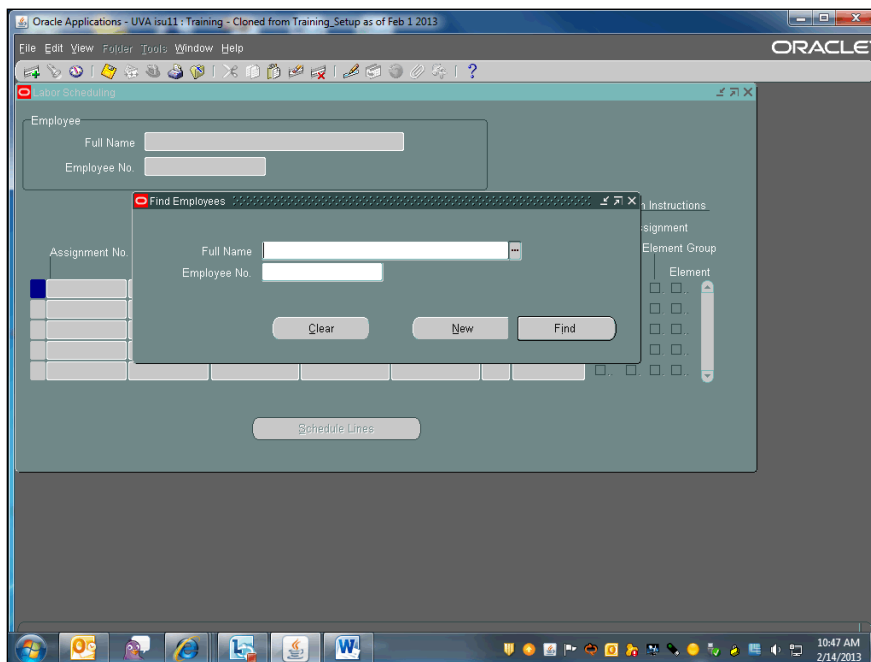 Oracle Applications - UVA isu11 : Training - Cloned from Training_Setup as of Feb 1 2013
File Edit View Folder Tools Window Help
ORACLE
Labor Scheduling
Employee
Full Name
Employee No.
Find Employees
Instructions
ssignment
Assignment No.
Full Name
Element Group
Employee No.
Element
Clear
New
Find
Schedule Lines
10:47 AM
2/14/2013